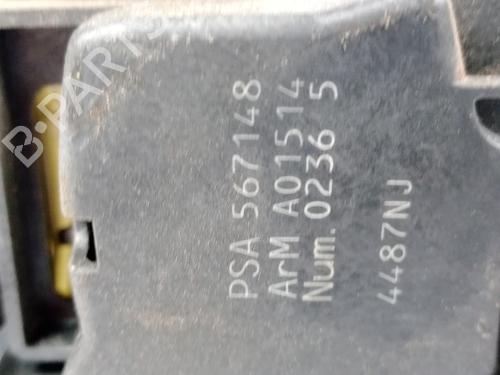 PSA 567148
ArM A01514
Num. 0236 5
4487NJ
B-PARTS